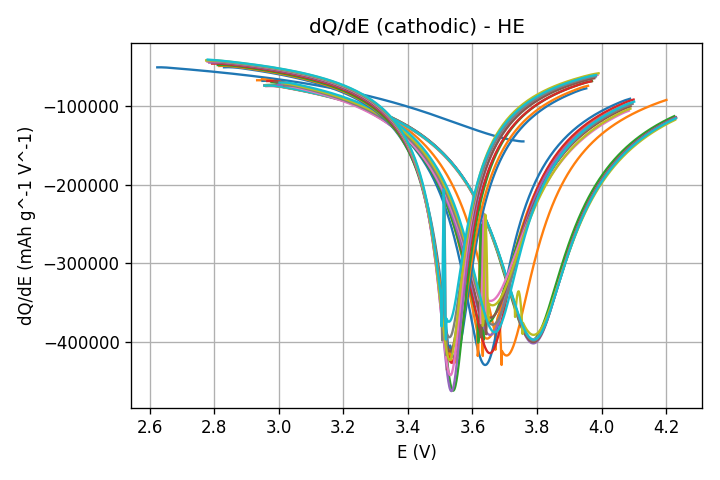 dQ/dE (cathodic) - HE
dQ/dE (mAh g^-1 V^-1)
−100000
−200000
−300000
−400000
2.6 2.8 3.0 3.2 3.4 3.6 3.8 4.0 4.2
E (V)